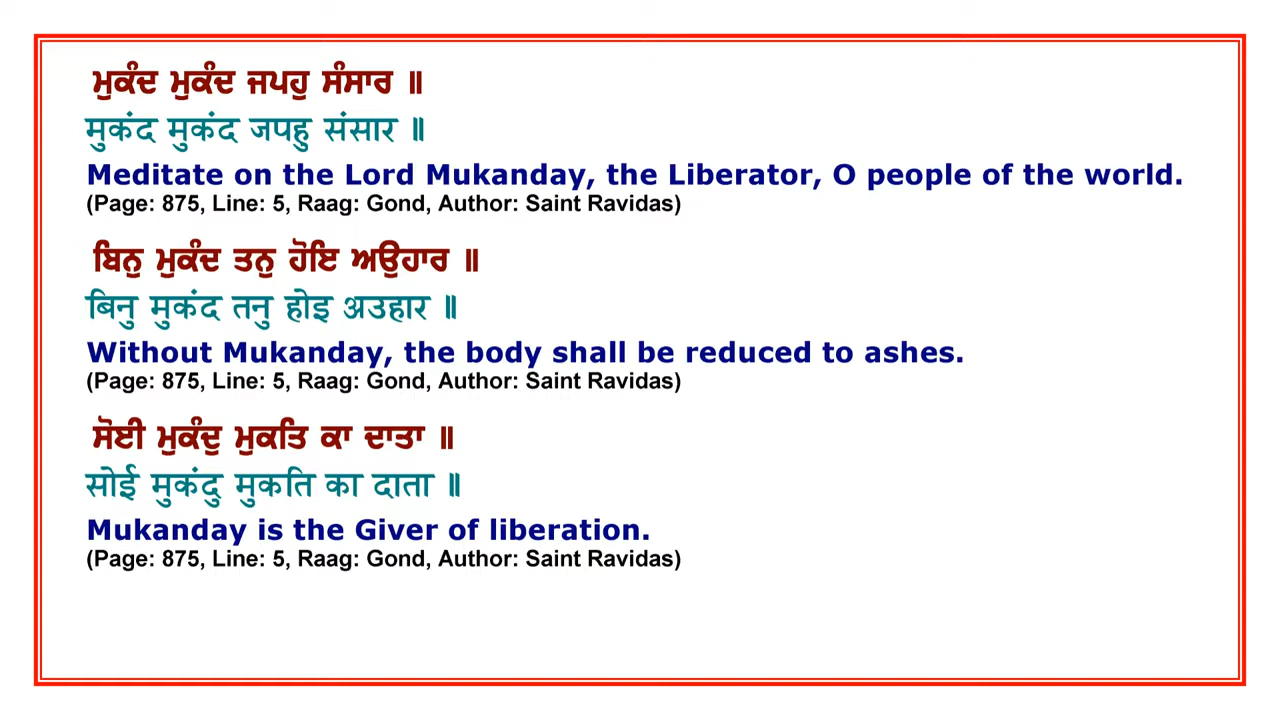 ਮੁਕੰਦ ਮੁਕੰਦ ਜਪਹੁ ਸੰਸਾਰ ॥
मुकंद मुकंद जपहु संसार ॥
Meditate on the Lord Mukanday, the Liberator, O people of the world.
(Page: 875, Line: 5, Raag: Gond, Author: Saint Ravidas)
ਬਿਨੁ ਮੁਕੰਦ ਤਨੁ ਹੋਇ ਅਉਹਾਰ ॥
बिनु मुकंद तनु होइ अउहार ॥
Without Mukanday, the body shall be reduced to ashes.
(Page: 875, Line: 5, Raag: Gond, Author: Saint Ravidas)
ਸੋਈ ਮੁਕੰਦੁ ਮੁਕਤਿ ਕਾ ਦਾਤਾ ॥
सोई मुकंदु मुकति का दाता ॥
Mukanday is the Giver of liberation.
(Page: 875, Line: 5, Raag: Gond, Author: Saint Ravidas)